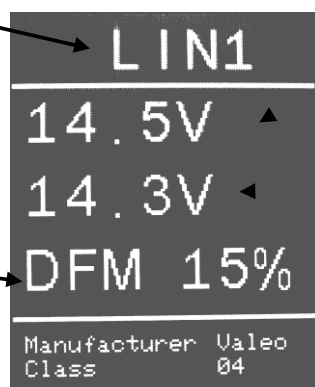 LIN1
14.5V
14.3V
DFM 15%
Manufacturer Valeo
Class 04